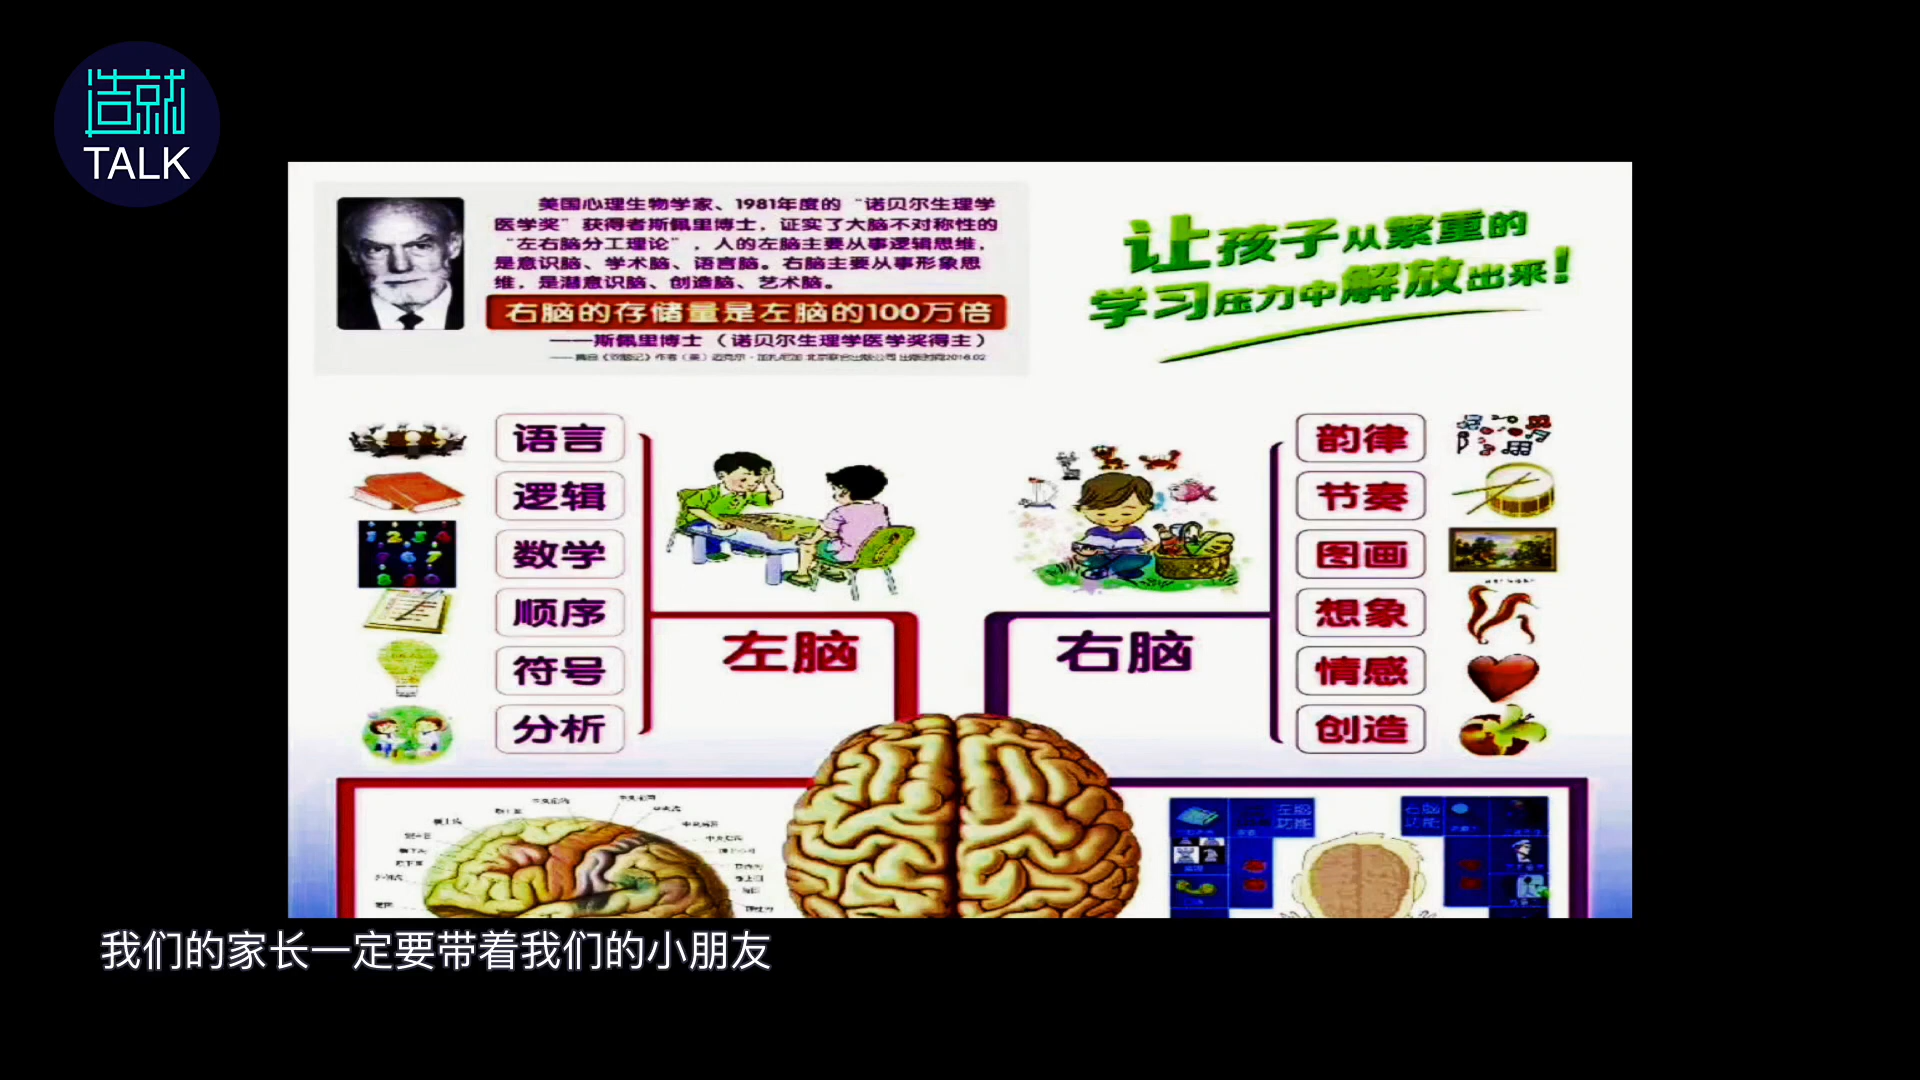 造就
TALK
美国心理生物学家、1981年度的“诺贝尔生理学
医学奖”获得者斯佩里博士，证实了大脑不对称性的
“左右脑分工理论”，人的左脑主要从事逻辑思维，
是意识脑、学术脑、语言脑。右脑主要从事形象思
维，是潜意识脑、创造脑、艺术脑。
右脑的存储量是左脑的100万倍
——斯佩里博士（诺贝尔生理学医学奖得主）
让孩子从繁重的
学习压力中解放出来！
语言
逻辑
数学
顺序
符号
分析
左脑
右脑
韵律
节奏
图画
想象
情感
创造
左脑
功能
右脑
功能
我们的家长一定要带着我们的小朋友